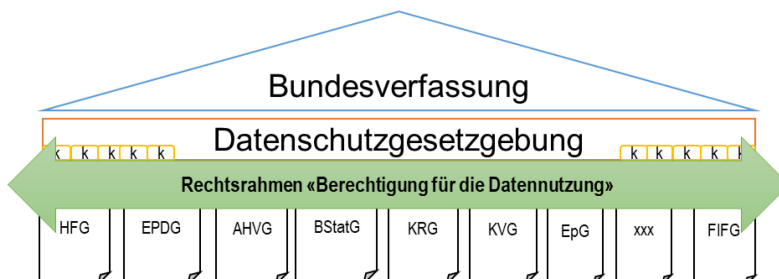 Bundesverfassung
Datenschutzgesetzgebung
k k k k k k k k k k
Rechtsrahmen «Berechtigung für die Datennutzung»
HFG EPDG AHVG BStatG KRG KVG EpG xxx FIFG